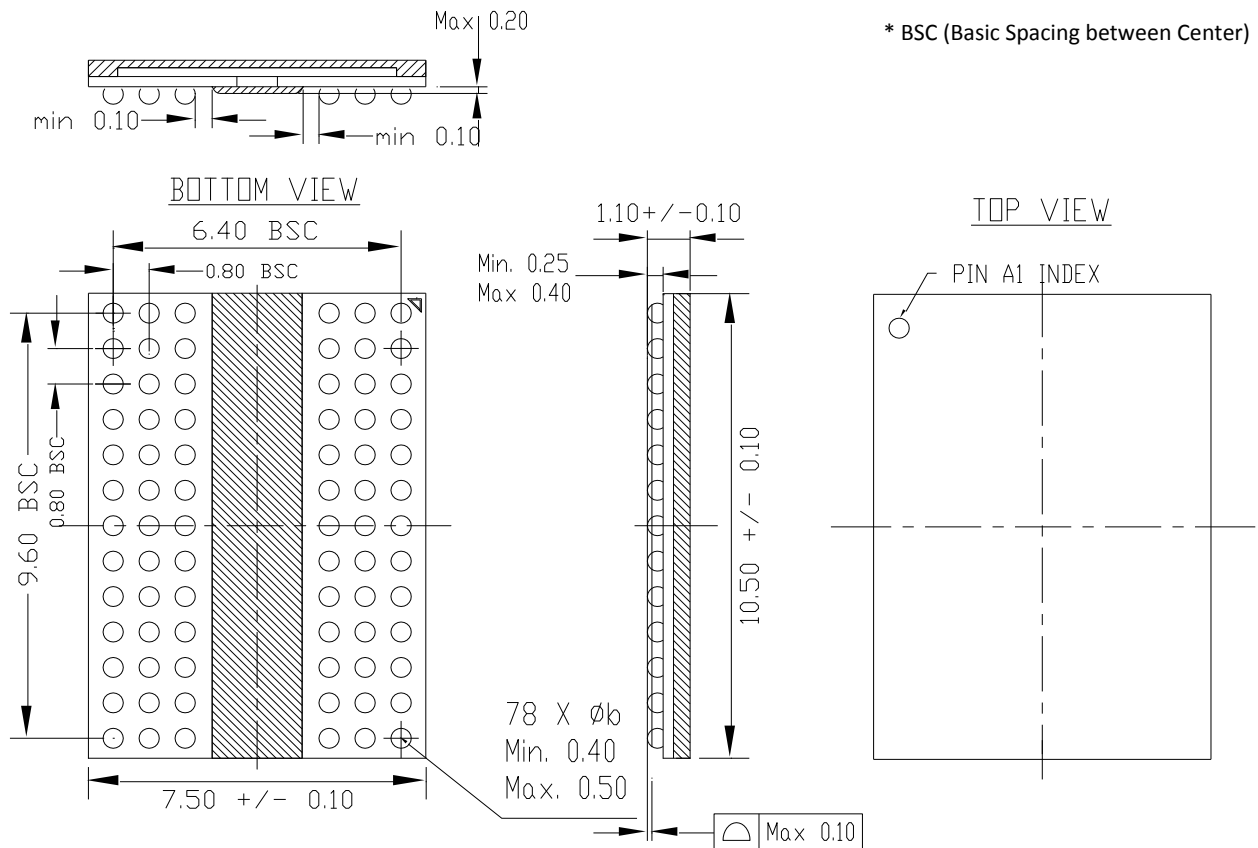 Max 0.20
* BSC (Basic Spacing between Center)
min 0.10
min 0.10
BOTTOM VIEW
6.40 BSC
0.80 BSC
9.60 BSC
0.80 BSC
7.50 +/- 0.10
78 X Øb
Min. 0.40
Max. 0.50
1.10+/-0.10
Min. 0.25
Max 0.40
10.50 +/- 0.10
Max 0.10
TOP VIEW
PIN A1 INDEX